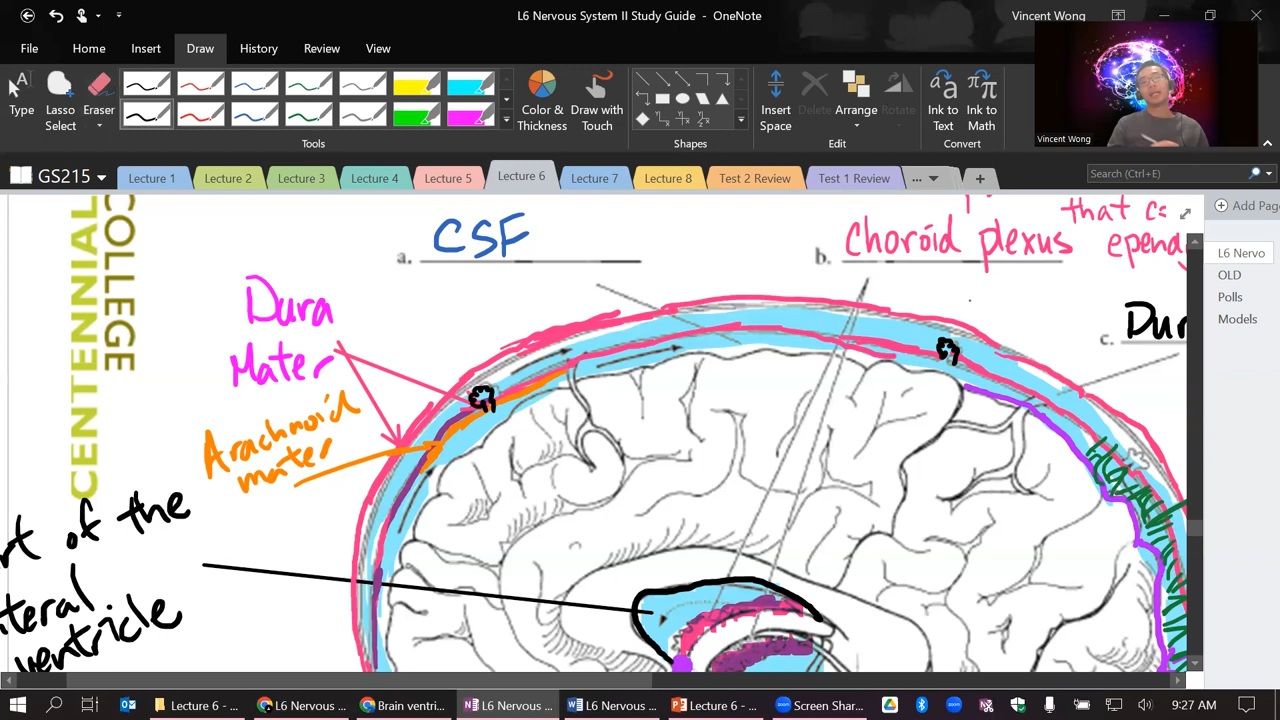 L6 Nervous System II Study Guide - OneNote
Vincent Wong
File Home Insert Draw History Review View
Type
Lasso Select
Eraser
Color & Thickness
Draw with Touch
Insert Space
Delete
Arrange
Rotate
Ink to Text
Ink to Math
Tools
Shapes
Edit
Convert
Vincent Wong
GS215
Lecture 1 Lecture 2 Lecture 3 Lecture 4 Lecture 5 Lecture 6 Lecture 7 Lecture 8 Test 2 Review Test 1 Review ...
Search (Ctrl+E)
Add Pag
L6 Nervo
OLD
Polls
Models
CENTENNIAL
COLLEGE
that c
a. CSF
b. Choroid plexus
epend
Dura
Mater
c. Dur
Arachnoid
mater
rt of the
teral
ventricle
Lecture 6 - ...
L6 Nervous ...
Brain ventri...
L6 Nervous ...
L6 Nervous ...
Lecture 6 - ...
Screen Shar...
9:27 AM